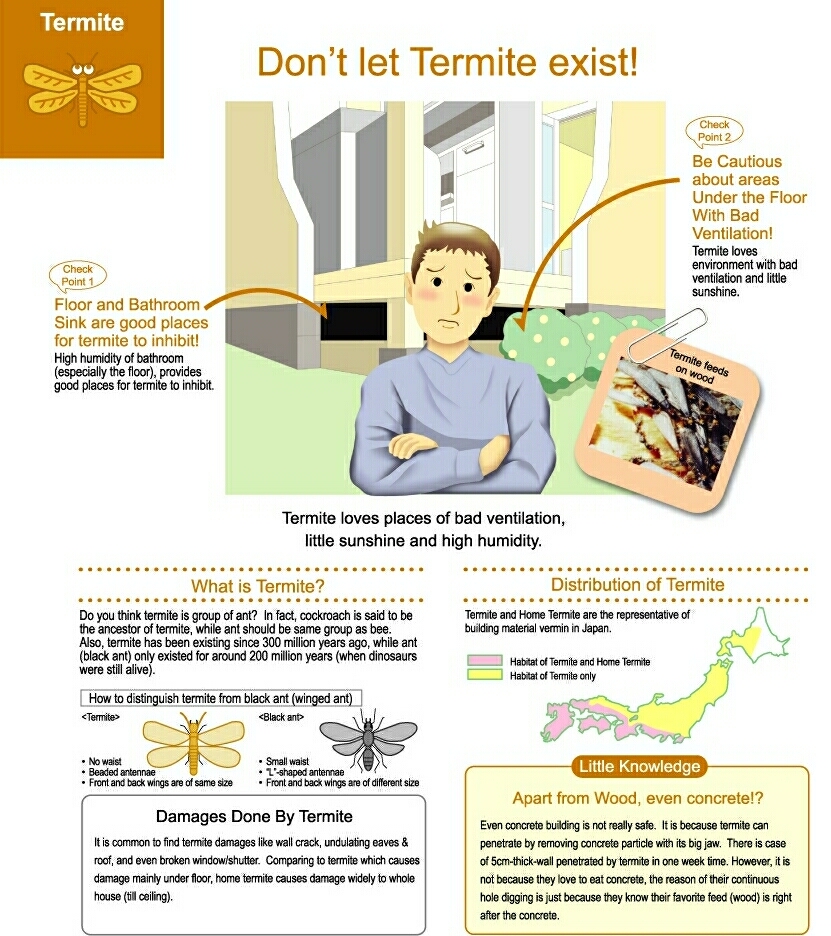 Termite
Don't let Termite exist!
Check
Point 2
Be Cautious
about areas
Under the Floor
With Bad
Ventilation!
Termite loves
environment with bad
ventilation and little
sunshine.
Check
Point 1
Floor and Bathroom
Sink are good places
for termite to inhibit!
High humidity of bathroom
(especially the floor), provides
good places for termite to inhibit.
Termite feeds
on wood
Termite loves places of bad ventilation,
little sunshine and high humidity.
What is Termite?
Do you think termite is group of ant? In fact, cockroach is said to be
the ancestor of termite, while ant should be same group as bee.
Also, termite has been existing since 300 million years ago, while ant
(black ant) only existed for around 200 million years (when dinosaurs
were still alive).
How to distinguish termite from black ant (winged ant)
<Termite>
• No waist
• Beaded antennae
• Front and back wings are of same size
<Black ant>
• Small waist
• "L"-shaped antennae
• Front and back wings are of different size
Damages Done By Termite
It is common to find termite damages like wall crack, undulating eaves &
roof, and even broken window/shutter. Comparing to termite which causes
damage mainly under floor, home termite causes damage widely to whole
house (till ceiling).
Distribution of Termite
Termite and Home Termite are the representative of
building material vermin in Japan.
Habitat of Termite and Home Termite
Habitat of Termite only
Little Knowledge
Apart from Wood, even concrete!?
Even concrete building is not really safe. It is because termite can
penetrate by removing concrete particle with its big jaw. There is case
of 5cm-thick-wall penetrated by termite in one week time. However, it is
not because they love to eat concrete, the reason of their continuous
hole digging is just because they know their favorite feed (wood) is right
after the concrete.